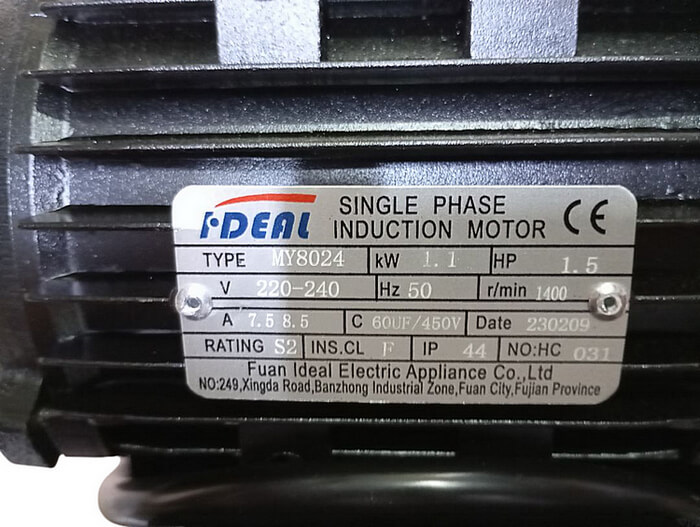 IDEAL SINGLE PHASE
INDUCTION MOTOR CE
TYPE MY8024 kW 1.1 HP 1.5
V 220-240 Hz 50 r/min 1400
A 7.5 8.5 C 60UF/450V Date 230209
RATING S2 INS.CL F IP 44 NO:HC 031
Fuan Ideal Electric Appliance Co.,Ltd
NO:249,Xingda Road,Banzhong Industrial Zone,Fuan City,Fujian Province